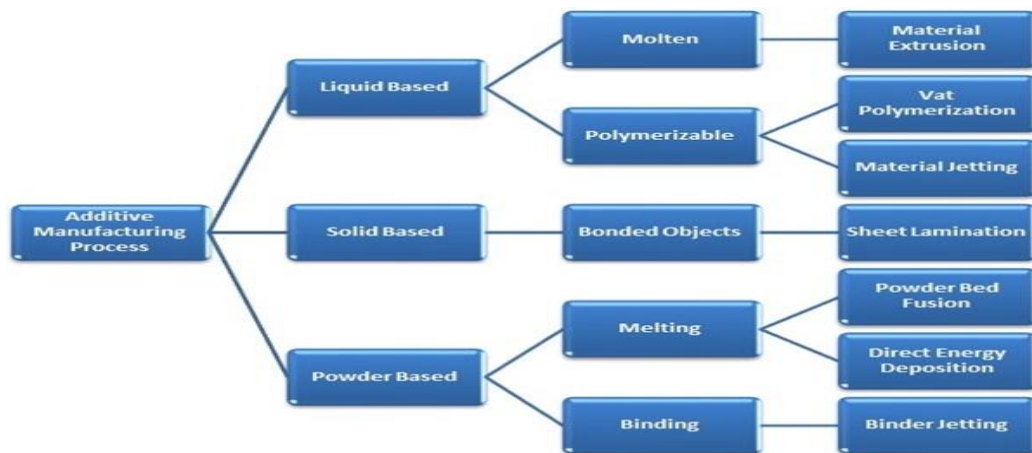 Additive
Manufacturing
Process
Liquid Based
Solid Based
Powder Based
Molten
Polymerizable
Bonded Objects
Melting
Binding
Material
Extrusion
Vat
Polymerization
Material Jetting
Sheet Lamination
Powder Bed
Fusion
Direct Energy
Deposition
Binder Jetting